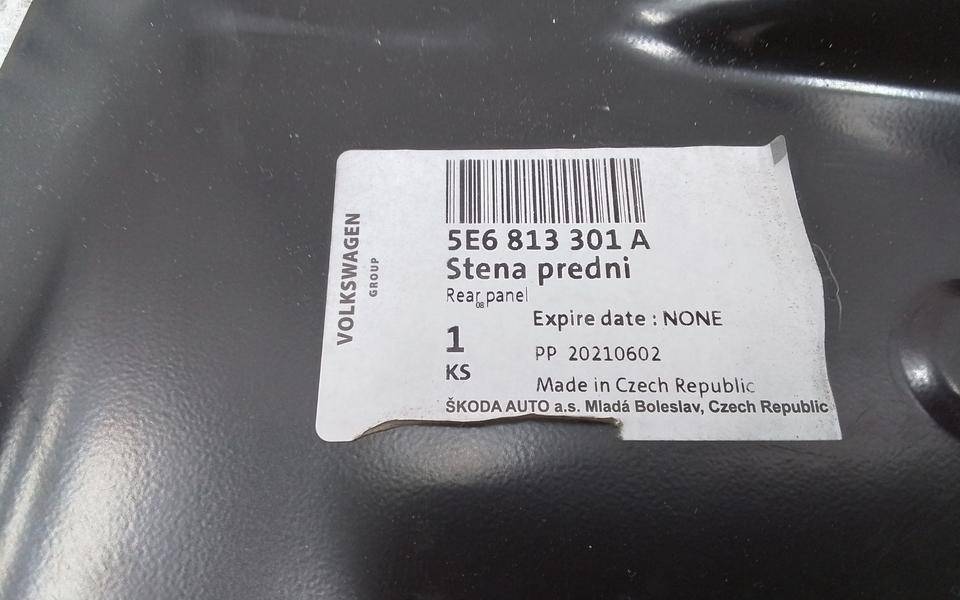 VOLKSWAGEN
GROUP
5E6 813 301 A
Stena predni
Rear panel
08
Expire date : NONE
1
PP 20210602
KS
Made in Czech Republic
ŠKODA AUTO a.s. Mladá Boleslav, Czech Republic